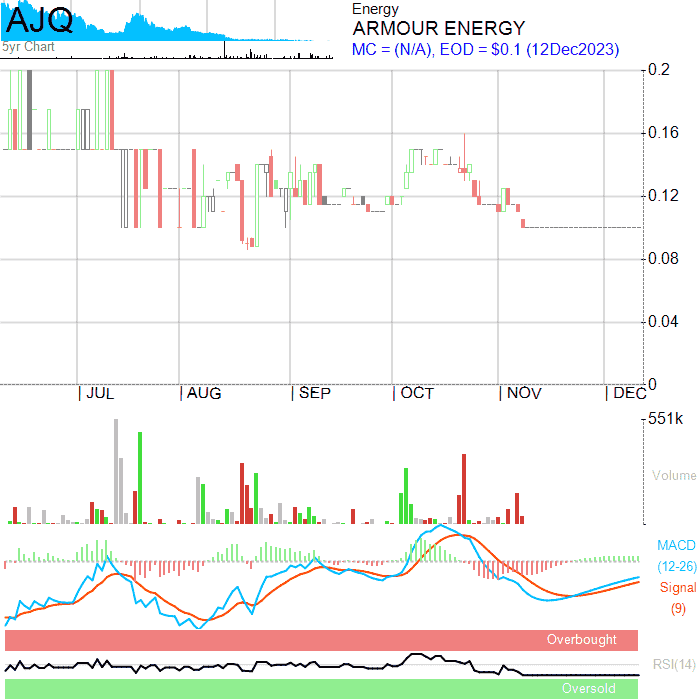 AJQ
5yr Chart
Energy
ARMOUR ENERGY
MC = (N/A), EOD = $0.1 (12Dec2023)
0.2
0.16
0.12
0.08
0.04
0
| JUL | AUG | SEP | OCT | NOV | DEC
551k
Volume
MACD
(12-26)
Signal
(9)
Overbought
RSI(14)
Oversold